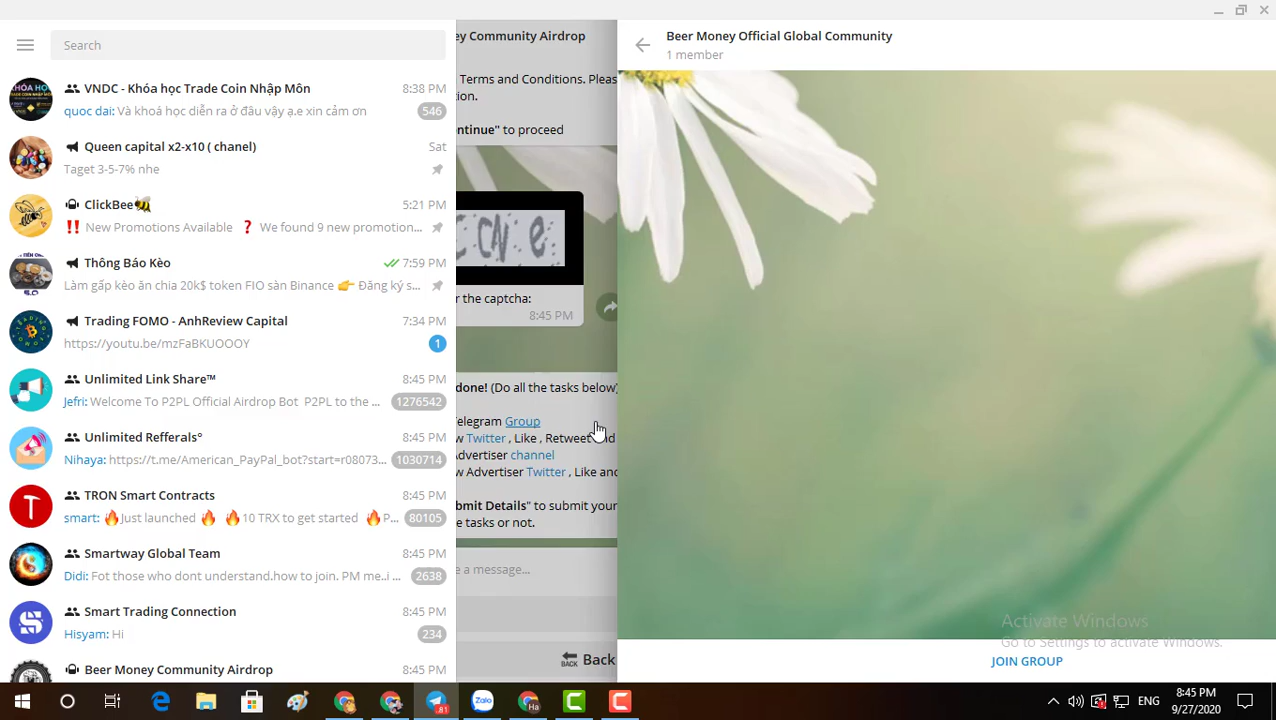 Search
VNDC - Khóa học Trade Coin Nhập Môn 8:38 PM
quoc dai: Và khoá học diễn ra ở đâu vậy ạ.e xin cảm ơn 546
Queen capital x2-x10 ( chanel) Sat
Taget 3-5-7% nhe
ClickBee🐝 5:21 PM
‼️ New Promotions Available ❓ We found 9 new promotion...
Thông Báo Kèo 7:59 PM
Làm gấp kèo ăn chia 20k$ token FIO sàn Binance 👉 Đăng ký s...
Trading FOMO - AnhReview Capital 7:34 PM
https://youtu.be/mzFaBKUOOOY 1
Unlimited Link Share™ 8:45 PM
Jefri: Welcome To P2PL Official Airdrop Bot P2PL to the ... 1276542
Unlimited Refferals° 8:45 PM
Nihaya: https://t.me/American_PayPal_bot?start=r08073... 1030714
TRON Smart Contracts 8:45 PM
smart: 🔥Just launched 🔥 🔥10 TRX to get started 🔥P... 80105
Smartway Global Team 8:45 PM
Didi: Fot those who dont understand.how to join. PM me..i ... 2638
Smart Trading Connection 8:45 PM
Hisyam: Hi 234
Beer Money Community Airdrop 8:45 PM
ey Community Airdrop
Terms and Conditions. Pleas
tion.
ontinue" to proceed
r the captcha:
8:45 PM
done! (Do all the tasks below)
Telegram Group
w Twitter , Like , Retweet and
Advertiser channel
w Advertiser Twitter , Like and
bmit Details" to submit your
e tasks or not.
e a message...
BACK Back
Beer Money Official Global Community
1 member
Activate Windows
Go to Settings to activate Windows.
JOIN GROUP
81
Ha
ENG
8:45 PM
9/27/2020